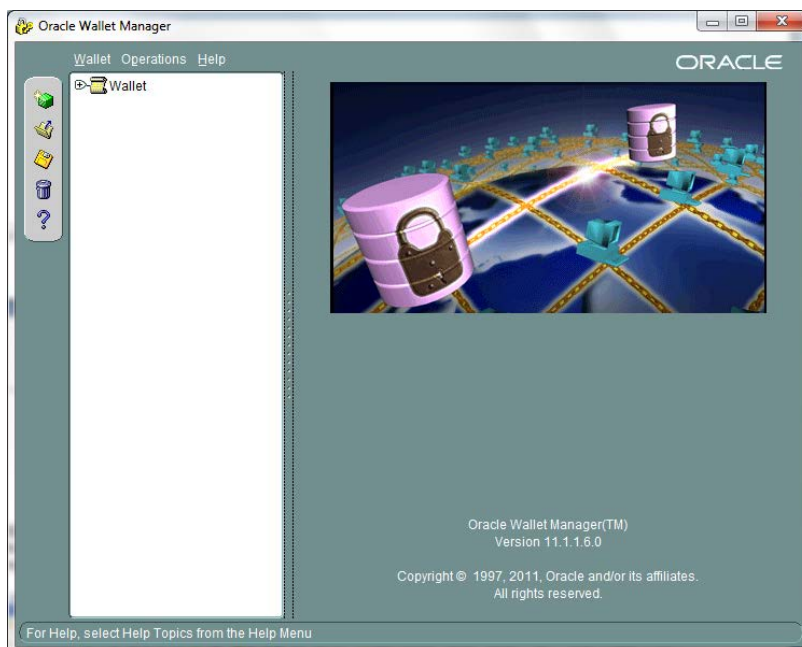 Oracle Wallet Manager
Wallet Operations Help
ORACLE
Wallet
?
Oracle Wallet Manager(TM)
Version 11.1.1.6.0
Copyright © 1997, 2011, Oracle and/or its affiliates.
All rights reserved.
For Help, select Help Topics from the Help Menu